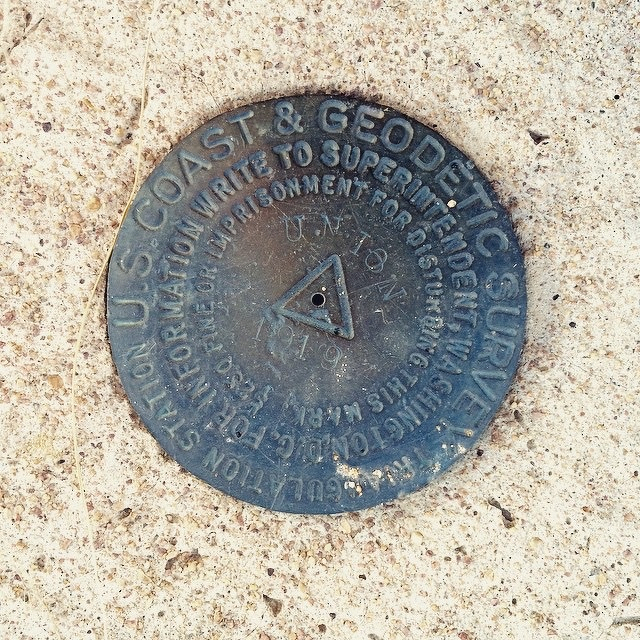 U.S. COAST & GEODETIC SURVEY
TRIANGULATION STATION
FOR INFORMATION WRITE TO SUPERINTENDENT, WASHINGTON, D.C.
$250 FINE OR IMPRISONMENT FOR DISTURBING THIS MARK
UNION
1919